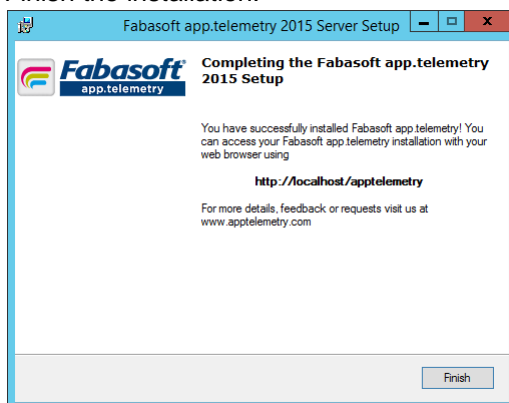 Finish the installation.
Fabasoft app.telemetry 2015 Server Setup
Fabasoft
app.telemetry
Completing the Fabasoft app.telemetry
2015 Setup
You have successfully installed Fabasoft app.telemetry! You
can access your Fabasoft app.telemetry installation with your
web browser using
http://localhost/apptelemetry
For more details, feedback or requests visit us at
www.apptelemetry.com
Finish